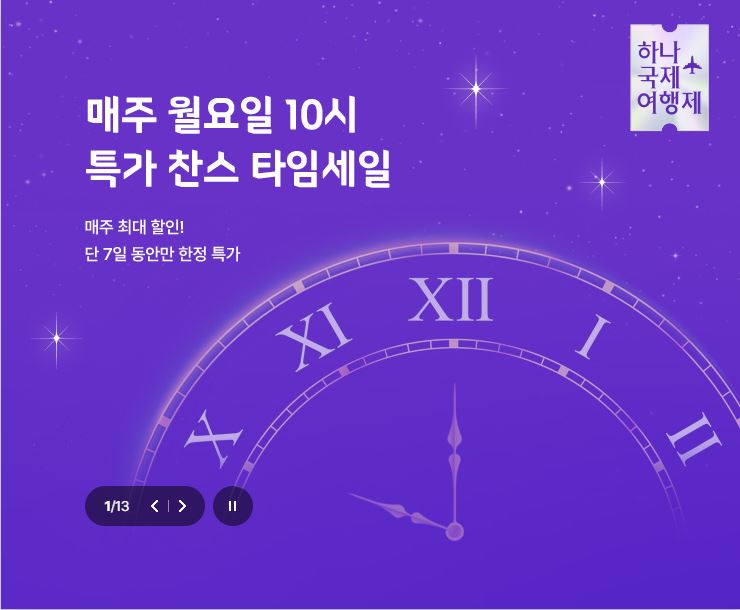 하나
국제
여행제
매주 월요일 10시
특가 찬스 타임세일
매주 최대 할인!
단 7일 동안만 한정 특가
XII
XI
I
X
II
1/13